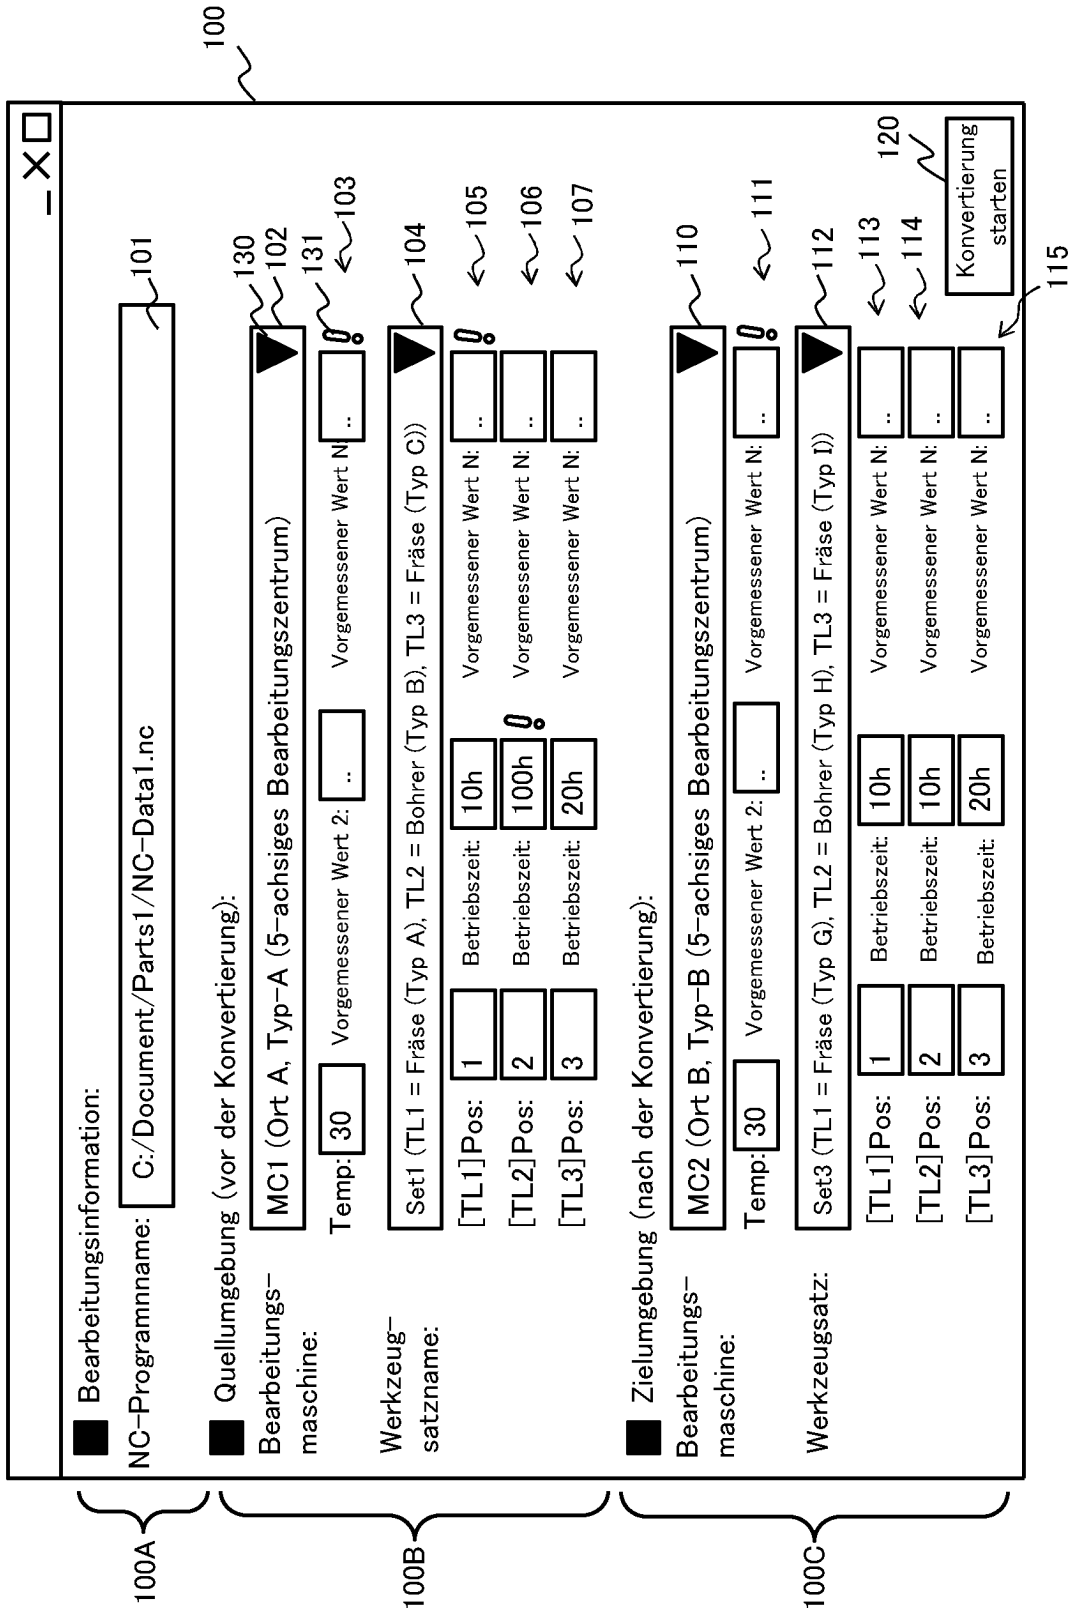 100
_ X □
Bearbeitungsinformation:
NC-Programnname: C:/Document/Parts1/NC-Data1.nc
101
100A
Quellumgebung (vor der Konvertierung):
130
Bearbeitungs-
maschine:
MC1 (Ort A, Typ-A (5-achsiges Bearbeitungszentrum)
102
131
Temp: 30 Vorgemessener Wert 2: .. Vorgemessener Wert N: .. !
103
Werkzeug-
satzname:
Set1 (TL1 = Fräse (Typ A), TL2 = Bohrer (Typ B), TL3 = Fräse (Typ C))
104
[TL1]Pos: 1 Betriebszeit: 10h Vorgemessener Wert N: .. !
105
[TL2]Pos: 2 Betriebszeit: 100h ! Vorgemessener Wert N: ..
106
[TL3]Pos: 3 Betriebszeit: 20h Vorgemessener Wert N: ..
107
100B
Zielumgebung (nach der Konvertierung):
Bearbeitungs-
maschine:
MC2 (Ort B, Typ-B (5-achsiges Bearbeitungszentrum)
110
Temp: 30 Vorgemessener Wert 2: .. Vorgemessener Wert N: .. !
111
Werkzeugsatz: Set3 (TL1 = Fräse (Typ G), TL2 = Bohrer (Typ H), TL3 = Fräse (Typ I))
112
[TL1]Pos: 1 Betriebszeit: 10h Vorgemessener Wert N: ..
113
[TL2]Pos: 2 Betriebszeit: 10h Vorgemessener Wert N: ..
114
[TL3]Pos: 3 Betriebszeit: 20h Vorgemessener Wert N: ..
115
100C
120
Konvertierung
starten